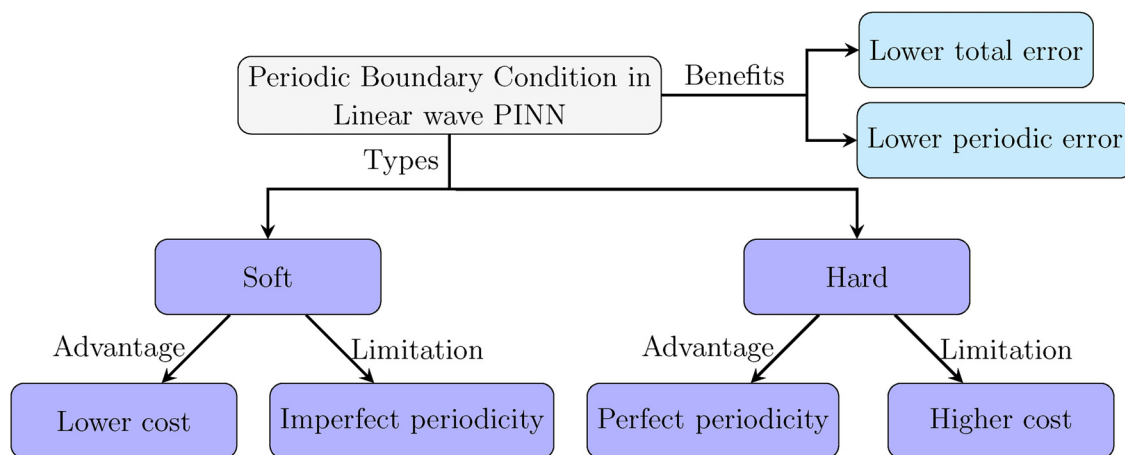 Lower total error
Periodic Boundary Condition in
Linear wave PINN
Benefits
Lower periodic error
Types
Soft
Hard
Advantage
Limitation
Advantage
Limitation
Lower cost
Imperfect periodicity
Perfect periodicity
Higher cost